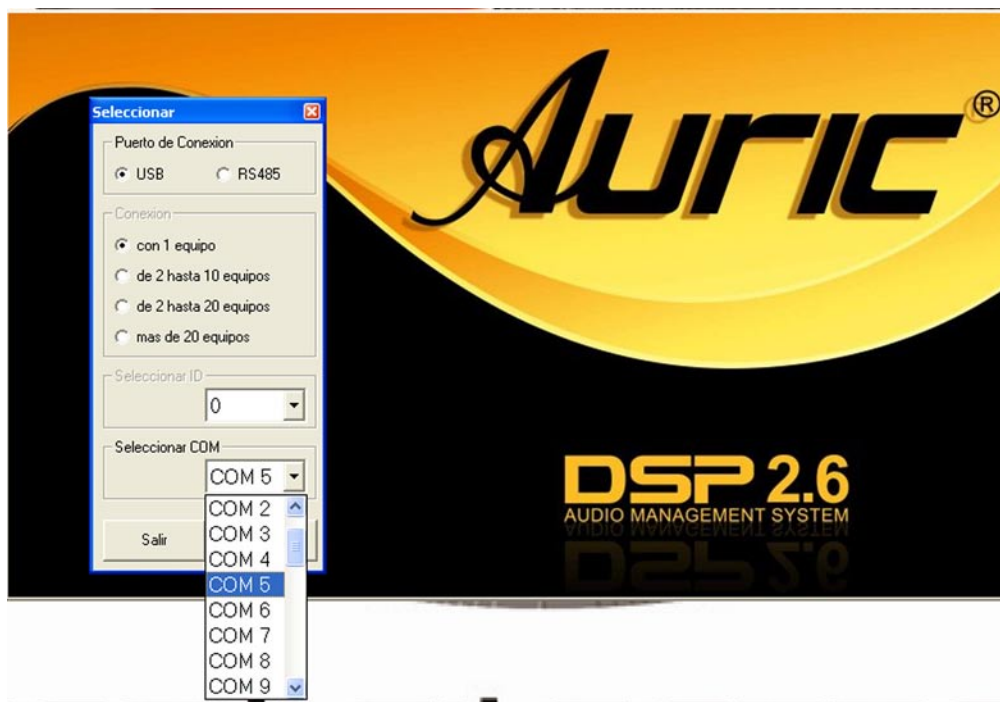 Seleccionar
Puerto de Conexion
USB RS485
Conexion
con 1 equipo
de 2 hasta 10 equipos
de 2 hasta 20 equipos
mas de 20 equipos
Seleccionar ID
0
Seleccionar COM
COM 5
COM 2
COM 3
COM 4
COM 5
COM 6
COM 7
COM 8
COM 9
Salir
Auric®
DSP 2.6
AUDIO MANAGEMENT SYSTEM